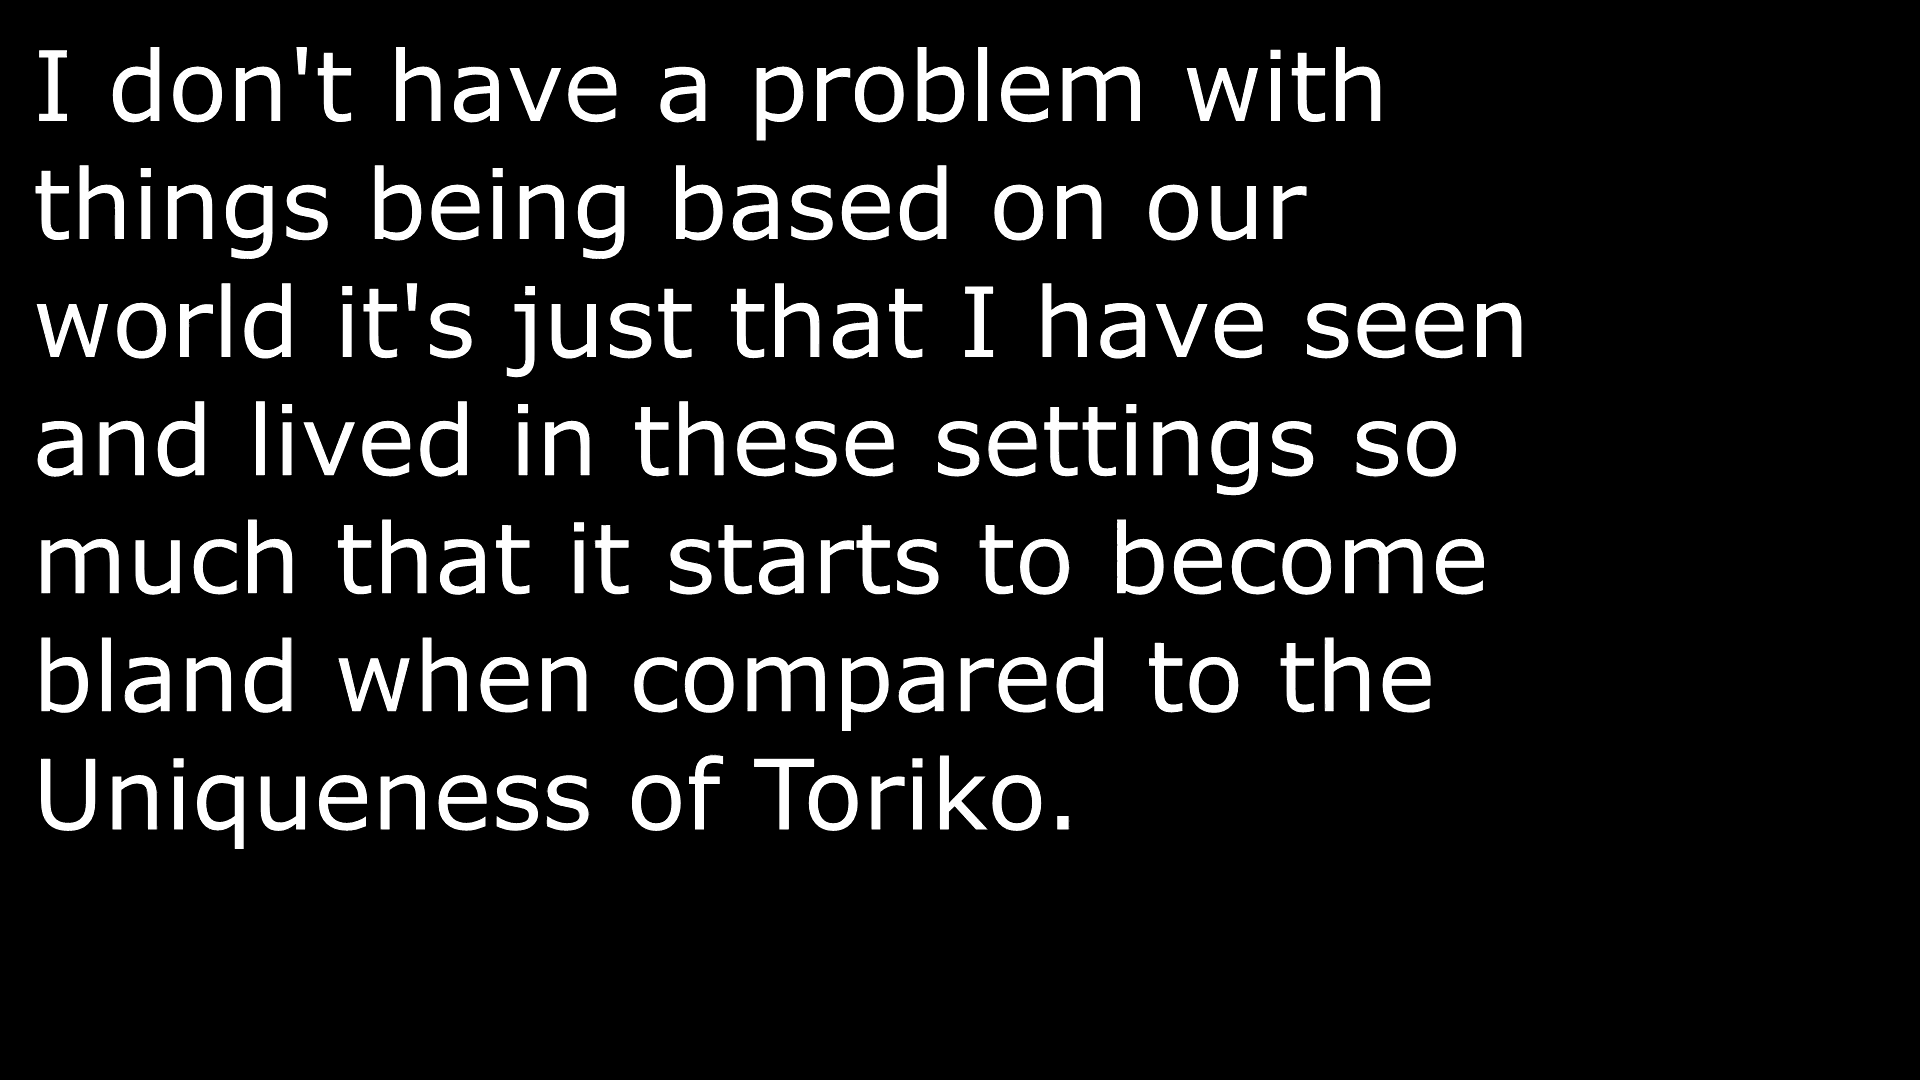 I don't have a problem with
things being based on our
world it's just that I have seen
and lived in these settings so
much that it starts to become
bland when compared to the
Uniqueness of Toriko.